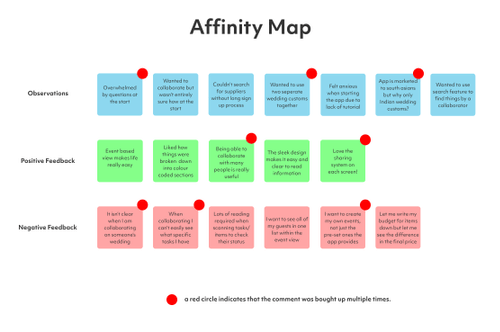 Affinity Map
Observations
Overwhelmed
by questions at
the start
Wanted to
collaborate but
wasn't entirely
sure how at the
start
Couldn't search
for suppliers
without long sign
up process
Wanted to use
two separate
wedding customs
together
Felt anxious
when starting
the app due to
lack of tutorial
App is marketed
to south-asians
but why only
Indian wedding
customs?
Wanted to use
search feature to
find things by a
collaborator
Positive Feedback
Event based
view makes life
really easy
Liked how
things were
broken down
into colour
coded sections
Being able to
collaborate
with many
people is really
useful!
The sleek design
makes it easy and
clear to read
information
Love the
sharing
system on
each screen!
Negative Feedback
It isn't clear
when I am
collaborating
on someone's
wedding
When
collaborating I
can't easily see
what specific
tasks I have
Lots of reading
required when
scanning tasks/
items to check
their status
I want to see all of
my guests in one
list within the
event view
I want to create
my own events,
not just the
pre-set ones the
app provides
Let me write my
budget for items
down but let me
see the difference
in the final price
a red circle indicates that the comment was bought up multiple times.